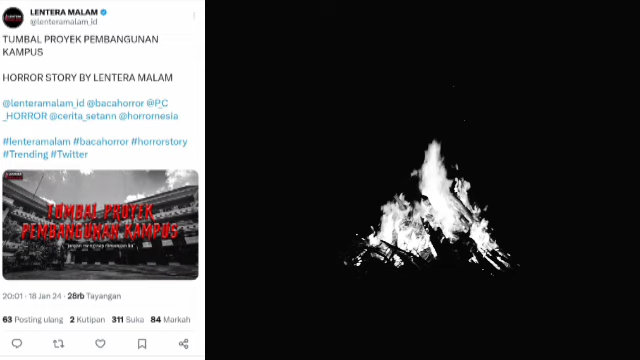 LENTERA MALAM
@lenteramalam_id
TUMBAL PROYEK PEMBANGUNAN
KAMPUS
HORROR STORY BY LENTERA MALAM
@lenteramalam_id @bacahorror @P_C
_HORROR @cerita_setann @horrornesia
#lenteramalam #bacahorror #horrorstory
#Trending #Twitter
TUMBAL PROYEK
PEMBANGUNAN KAMPUS
20:01 · 18 Jan 24 · 28rb Tayangan
63 Posting ulang 2 Kutipan 311 Suka 84 Markah